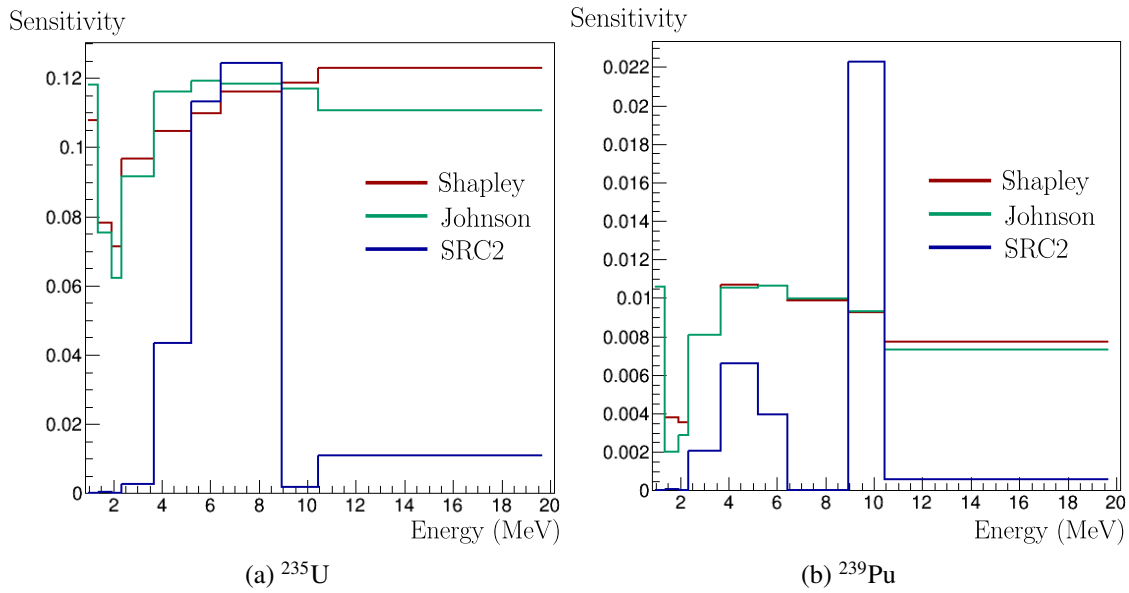 Sensitivity
0.12
0.1
0.08
0.06
0.04
0.02
0
2 4 6 8 10 12 14 16 18 20
Energy (MeV)
Shapley
Johnson
SRC2
(a) ²³⁵U
Sensitivity
0.022
0.02
0.018
0.016
0.014
0.012
0.01
0.008
0.006
0.004
0.002
0
2 4 6 8 10 12 14 16 18 20
Energy (MeV)
Shapley
Johnson
SRC2
(b) ²³⁹Pu